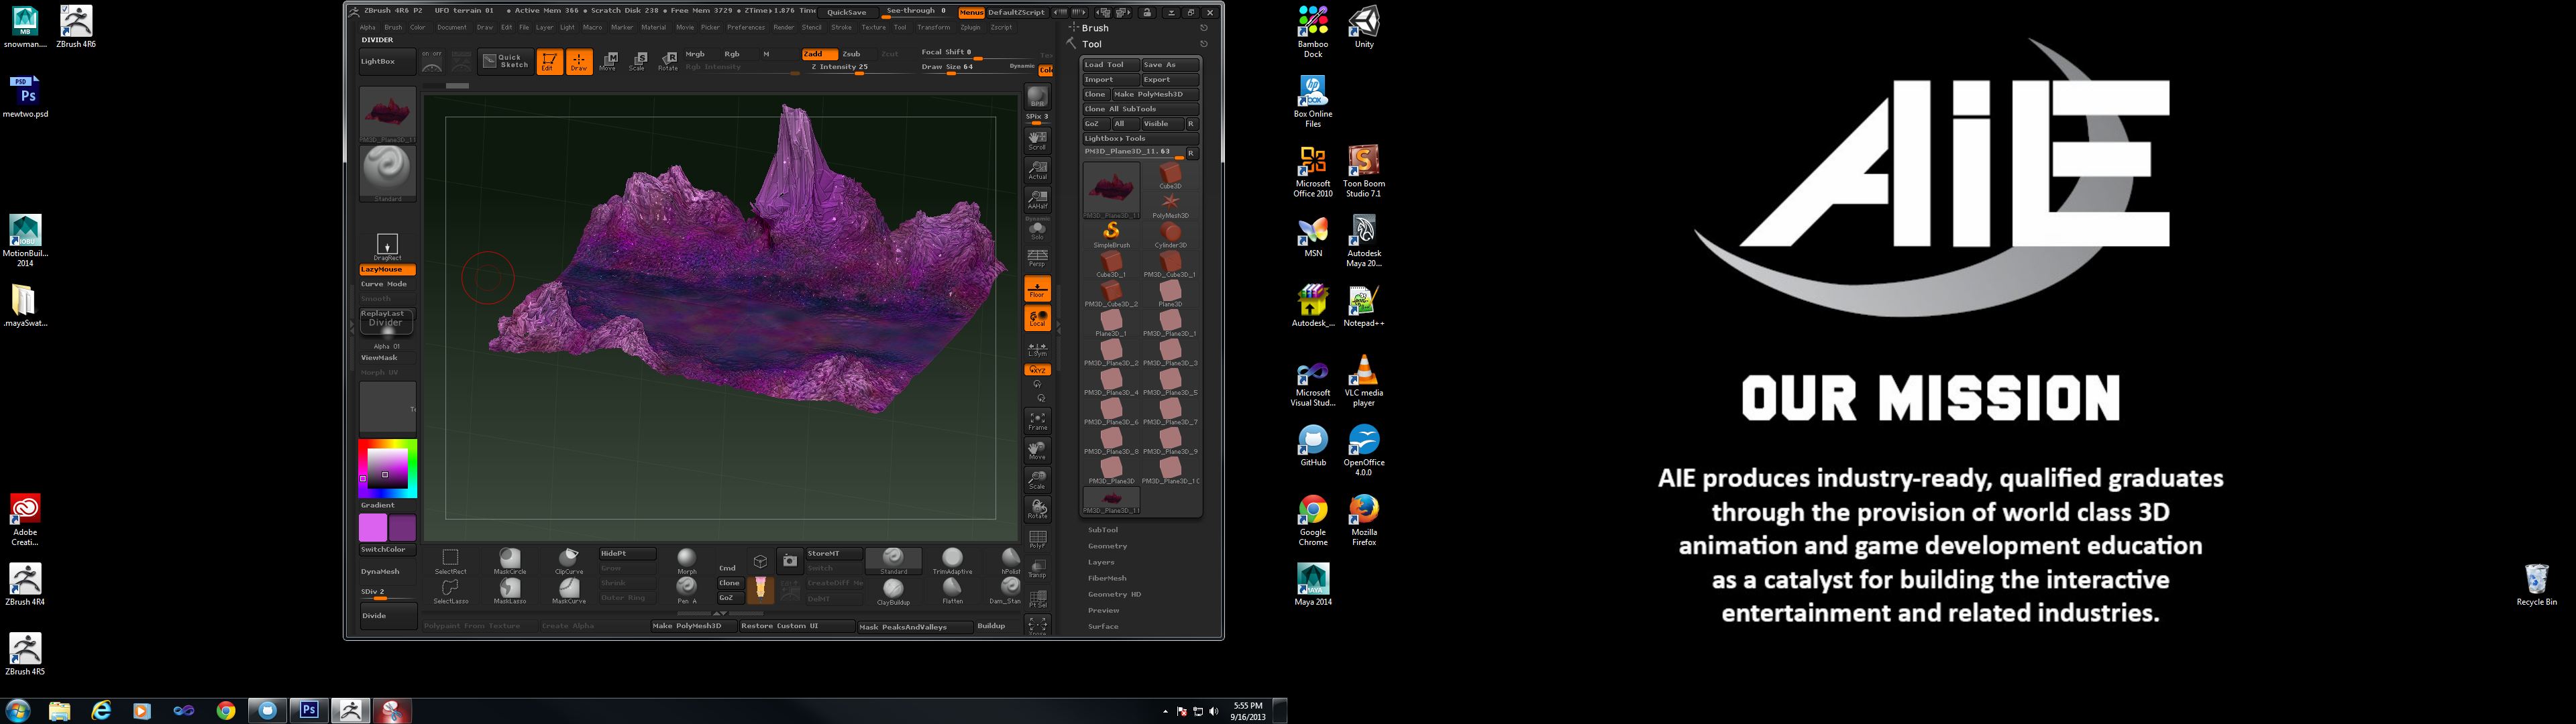 snowman....
ZBrush 4R6
mewtwo.psd
MotionBuil...
2014
.mayaSwat...
Adobe
Creati...
ZBrush 4R4
ZBrush 4R5
ZBrush 4R6 P2 UFO terrain 01 • Active Mem 366 • Scratch Disk 238 • Free Mem 3729 • ZTime▸1.876 Time QuickSave See-through 0 Menus DefaultZScript
Alpha Brush Color Document Draw Edit File Layer Light Macro Marker Material Movie Picker Preferences Render Stencil Stroke Texture Tool Transform Zplugin Zscript
DIVIDER
LightBox
Quick
Sketch
Edit
Draw
Move
Scale
Rotate
Mrgb Rgb M
Rgb Intensity
Zadd Zsub Zcut
Z Intensity 25
Focal Shift 0
Draw Size 64
Dynamic
Standard
DragRect
LazyMouse
Curve Mode
Smooth
ReplayLast
Divider
Alpha 01
ViewMask
Morph UV
Gradient
SwitchColor
DynaMesh
SDiv 2
Divide
BPR
SPix 3
Scroll
Actual
AAHalf
Dynamic
Solo
Persp
Floor
Local
L.Sym
XYZ
Frame
Move
Scale
Rotate
PolyF
Transp
Pt Sel
SelectRect
MaskCircle
ClipCurve
HidePt
Grow
Shrink
Outer Ring
Morph
Cmd
Clone
GoZ
StoreMT
Switch
CreateDiff Me
DelMT
Standard
TrimAdaptive
hPolish
SelectLasso
MaskLasso
MaskCurve
Pen A
ClayBuildup
Flatten
Dam_Stan
Polypaint From Texture
Create Alpha
Make PolyMesh3D
Restore Custom UI
Mask PeaksAndValleys
Buildup
Brush
Tool
Load Tool Save As
Import Export
Clone Make PolyMesh3D
Clone All SubTools
GoZ All Visible R
Lightbox▸Tools
PM3D_Plane3D_11. 63 R
PM3D_Plane3D_11
Cube3D
PolyMesh3D
SimpleBrush Cylinder3D
Cube3D_1 PM3D_Cube3D_1
PM3D_Cube3D_2 Plane3D
Plane3D_1 PM3D_Plane3D_1
PM3D_Plane3D_2 PM3D_Plane3D_3
PM3D_Plane3D_4 PM3D_Plane3D_5
PM3D_Plane3D_6 PM3D_Plane3D_7
PM3D_Plane3D_8 PM3D_Plane3D_9
PM3D_Plane3D PM3D_Plane3D_10
PM3D_Plane3D_11
SubTool
Geometry
Layers
FiberMesh
Geometry HD
Preview
Surface
5:55 PM
9/16/2013
Bamboo
Dock
Unity
Box Online
Files
Microsoft
Office 2010
Toon Boom
Studio 7.1
MSN
Autodesk
Maya 20...
Autodesk_...
Notepad++
Microsoft
Visual Stud...
VLC media
player
GitHub
OpenOffice
4.0.0
Google
Chrome
Mozilla
Firefox
Maya 2014
AIE
OUR MISSION
AIE produces industry-ready, qualified graduates
through the provision of world class 3D
animation and game development education
as a catalyst for building the interactive
entertainment and related industries.
Recycle Bin